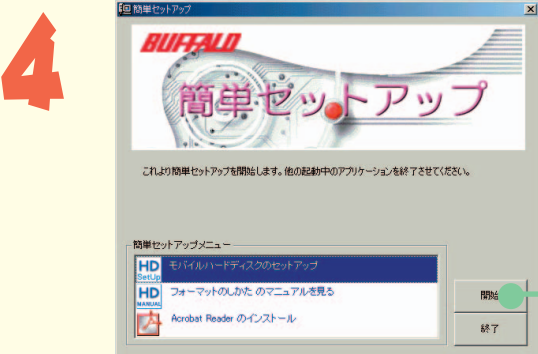 4
簡単セットアップ
BUFFALO
簡単セットアップ
これより簡単セットアップを開始します。他の起動中のアプリケーションを終了させてください。
簡単セットアップメニュー
HD SetUp モバイルハードディスクのセットアップ
HD MANUAL フォーマットのしかた のマニュアルを見る
Acrobat Reader のインストール
開始
終了